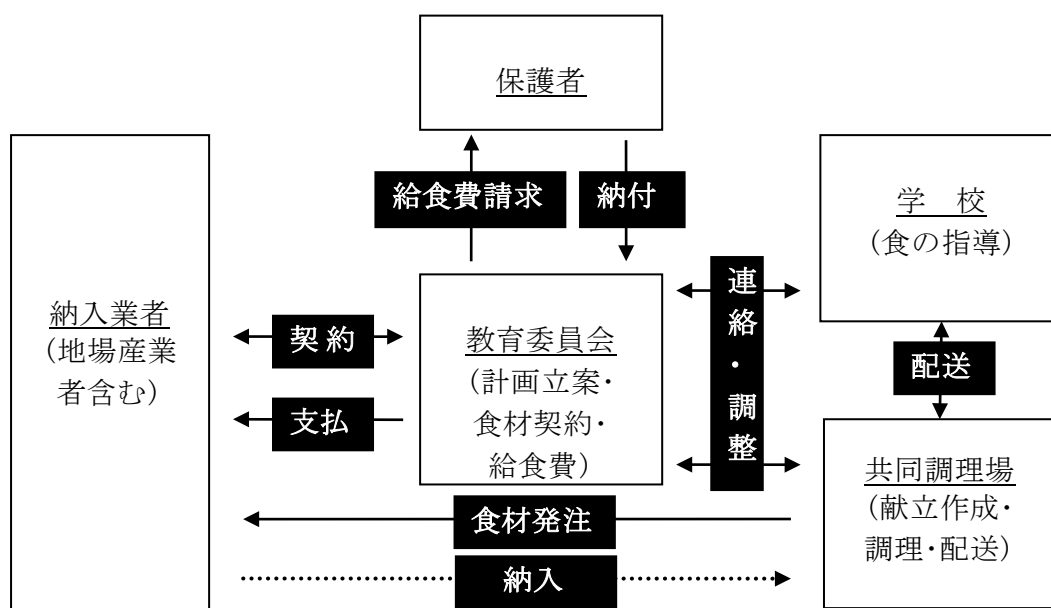 保護者
給食費請求
納付
学 校
(食の指導)
納入業者
(地場産業
者含む)
契約
支払
教育委員会
(計画立案・
食材契約・
給食費)
連絡・調整
配送
共同調理場
(献立作成・
調理・配送)
食材発注
納入